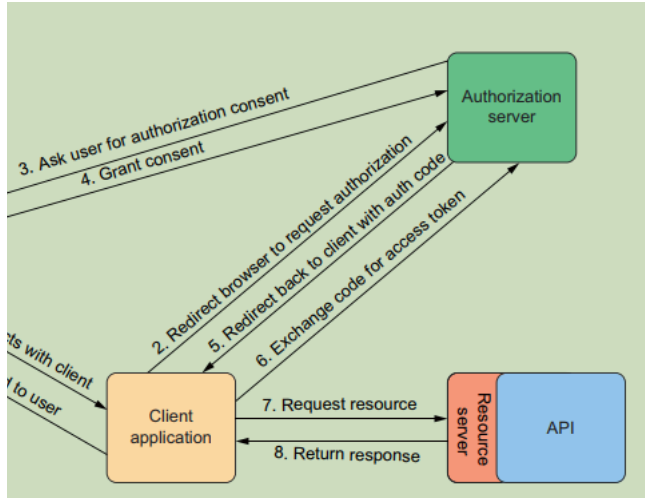 3. Ask user for authorization consent
4. Grant consent
Authorization
server
2. Redirect browser to request authorization
5. Redirect back to client with auth code
6. Exchange code for access token
with client
to user
Client
application
7. Request resource
8. Return response
Resource
server
API